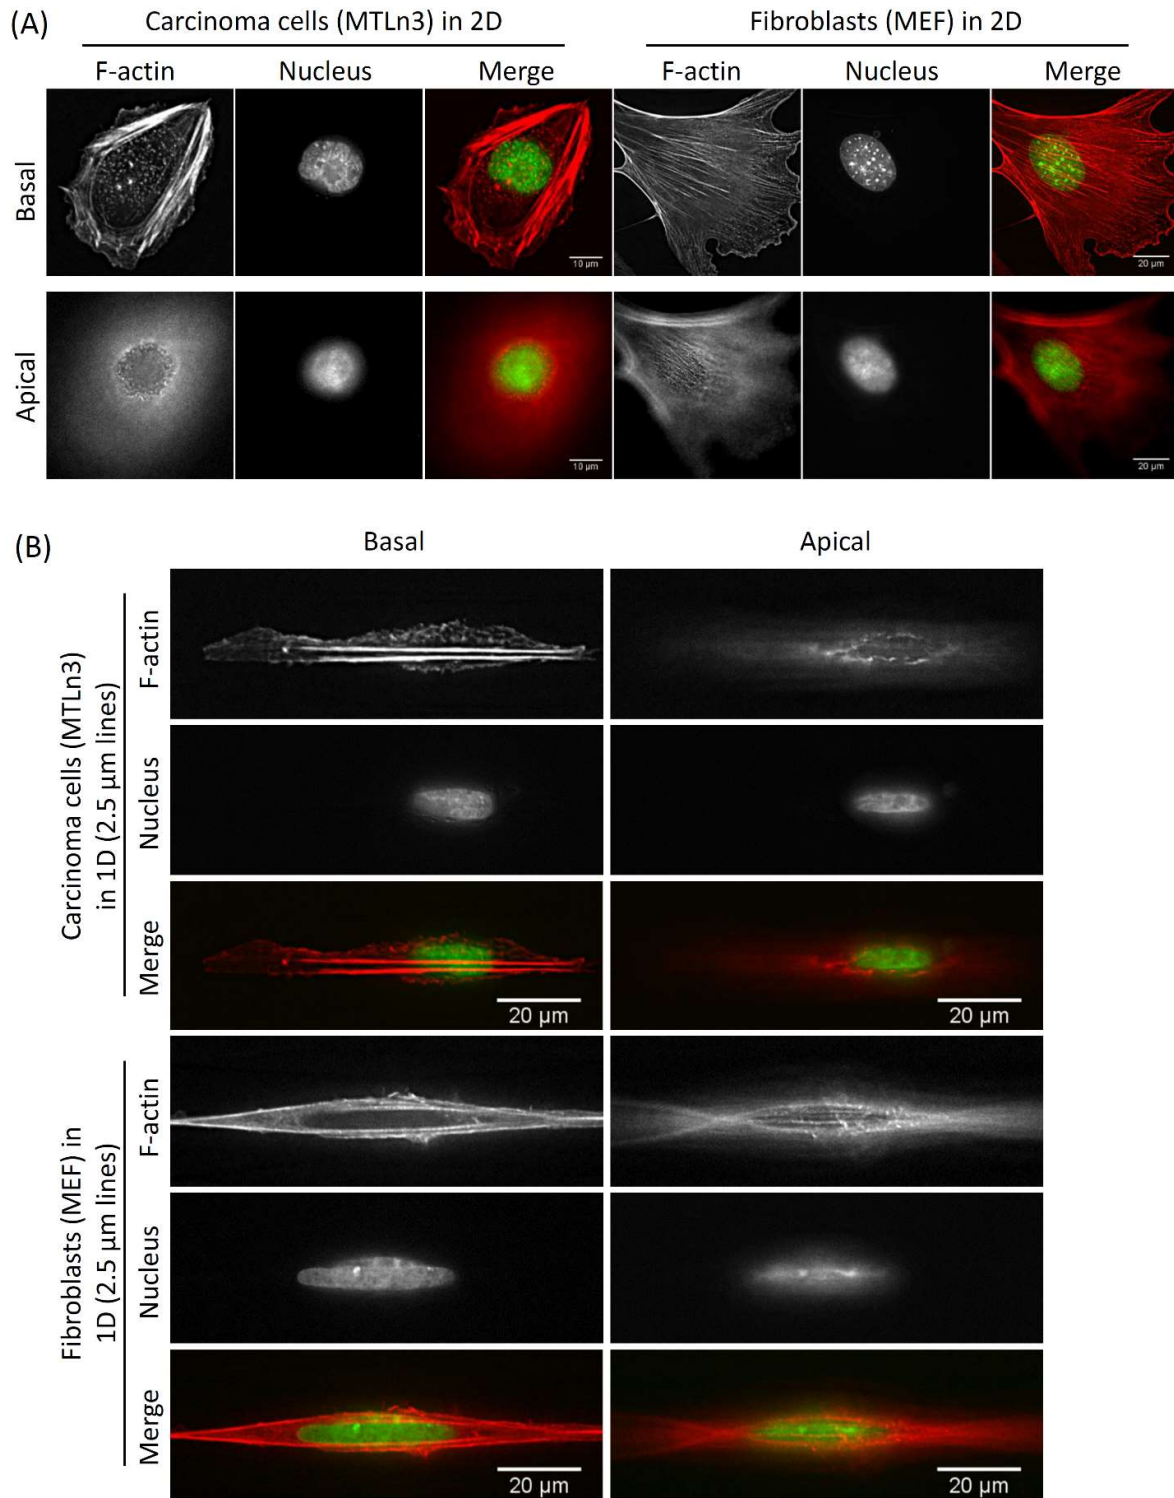 (A)
Carcinoma cells (MTLn3) in 2D
Fibroblasts (MEF) in 2D
F-actin
Nucleus
Merge
F-actin
Nucleus
Merge
Basal
10 µm
20 µm
Apical
10 µm
20 µm
(B)
Basal
Apical
Carcinoma cells (MTLn3)
in 1D (2.5 µm lines)
F-actin
Nucleus
Merge
20 µm
20 µm
Fibroblasts (MEF) in
1D (2.5 µm lines)
F-actin
Nucleus
Merge
20 µm
20 µm